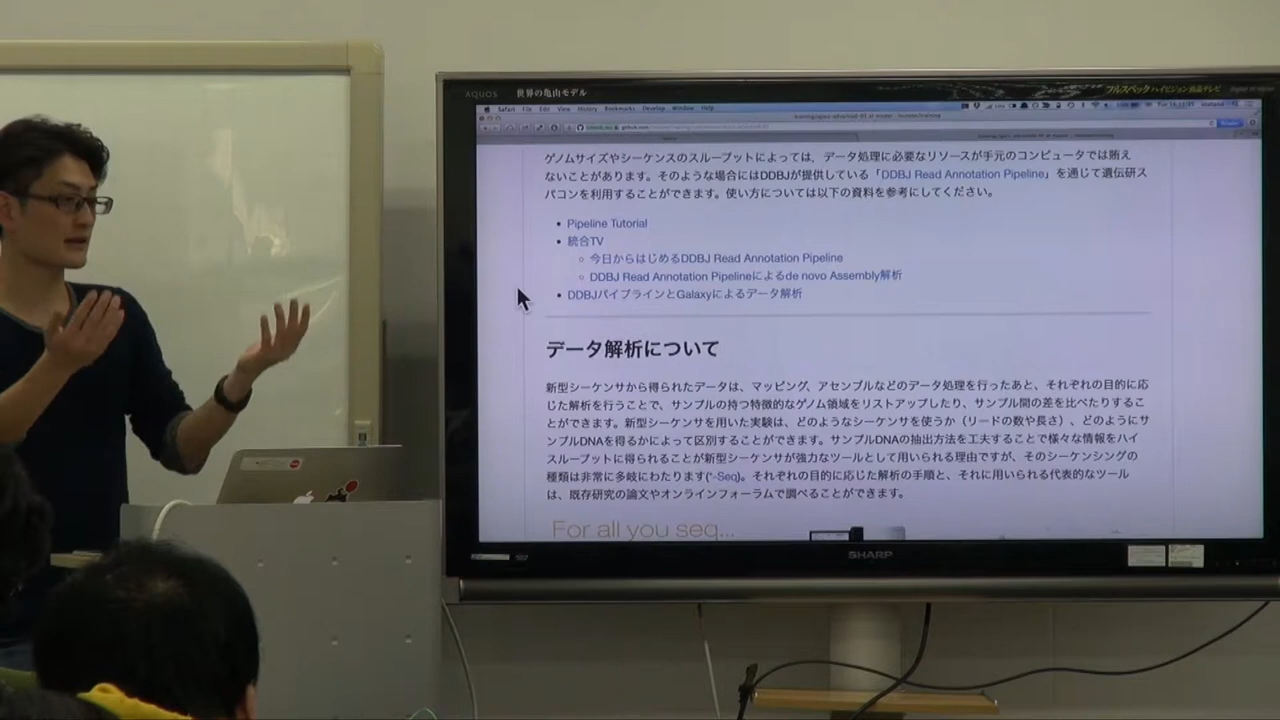 AQUOS 世界の亀山モデル
フルスペックハイビジョン液晶テレビ
Safari File Edit View History Bookmarks Develop Window Help
ゲノムサイズやシーケンスのスループットによっては、データ処理に必要なリソースが手元のコンピュータでは賄え
ないことがあります。そのような場合にはDDBJが提供している「DDBJ Read Annotation Pipeline」を通じて遺伝研ス
パコンを利用することができます。使い方については以下の資料を参考にしてください。
• Pipeline Tutorial
• 統合TV
◦ 今日からはじめるDDBJ Read Annotation Pipeline
◦ DDBJ Read Annotation Pipelineによるde novo Assembly解析
• DDBJパイプラインとGalaxyによるデータ解析
データ解析について
新型シーケンサから得られたデータは、マッピング、アセンブルなどのデータ処理を行ったあと、それぞれの目的に応
じた解析を行うことで、サンプルの持つ特徴的なゲノム領域をリストアップしたり、サンプル間の差を比べたりするこ
とができます。新型シーケンサを用いた実験は、どのようなシーケンサを使うか（リードの数や長さ）、どのようにサ
ンプルDNAを得るかによって区別することができます。サンプルDNAの抽出方法を工夫することで様々な情報をハイ
スループットに得られることが新型シーケンサが強力なツールとして用いられる理由ですが、そのシーケンシングの
種類は非常に多岐にわたります(*-Seq)。それぞれの目的に応じた解析の手順と、それに用いられる代表的なツール
は、既存研究の論文やオンラインフォーラムで調べることができます。
For all you seq...
SHARP